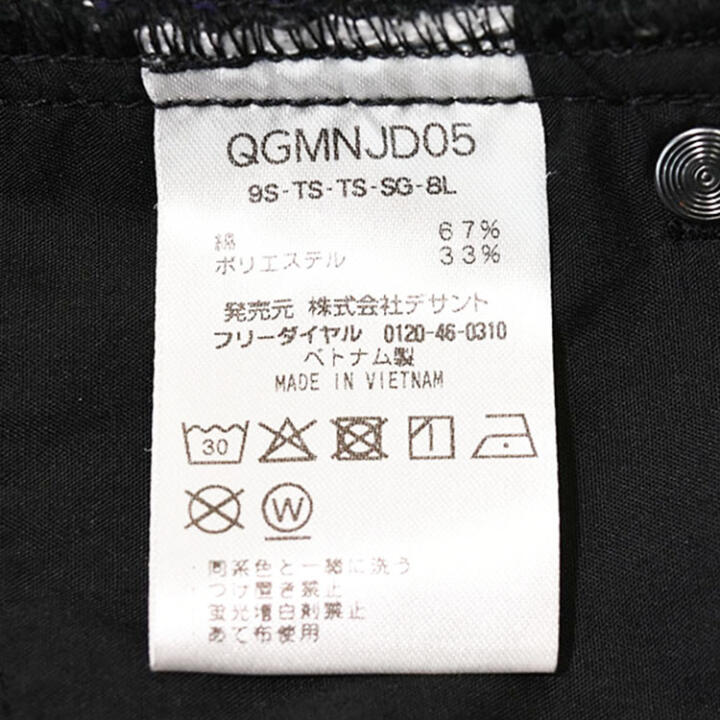 QGMNJD05
9S-TS-TS-SG-8L
綿 67%
ポリエステル 33%
発売元 株式会社デサント
フリーダイヤル 0120-46-0310
ベトナム製
MADE IN VIETNAM
30
W
・同系色と一緒に洗う
・つけ置き禁止
・蛍光増白剤禁止
・あて布使用